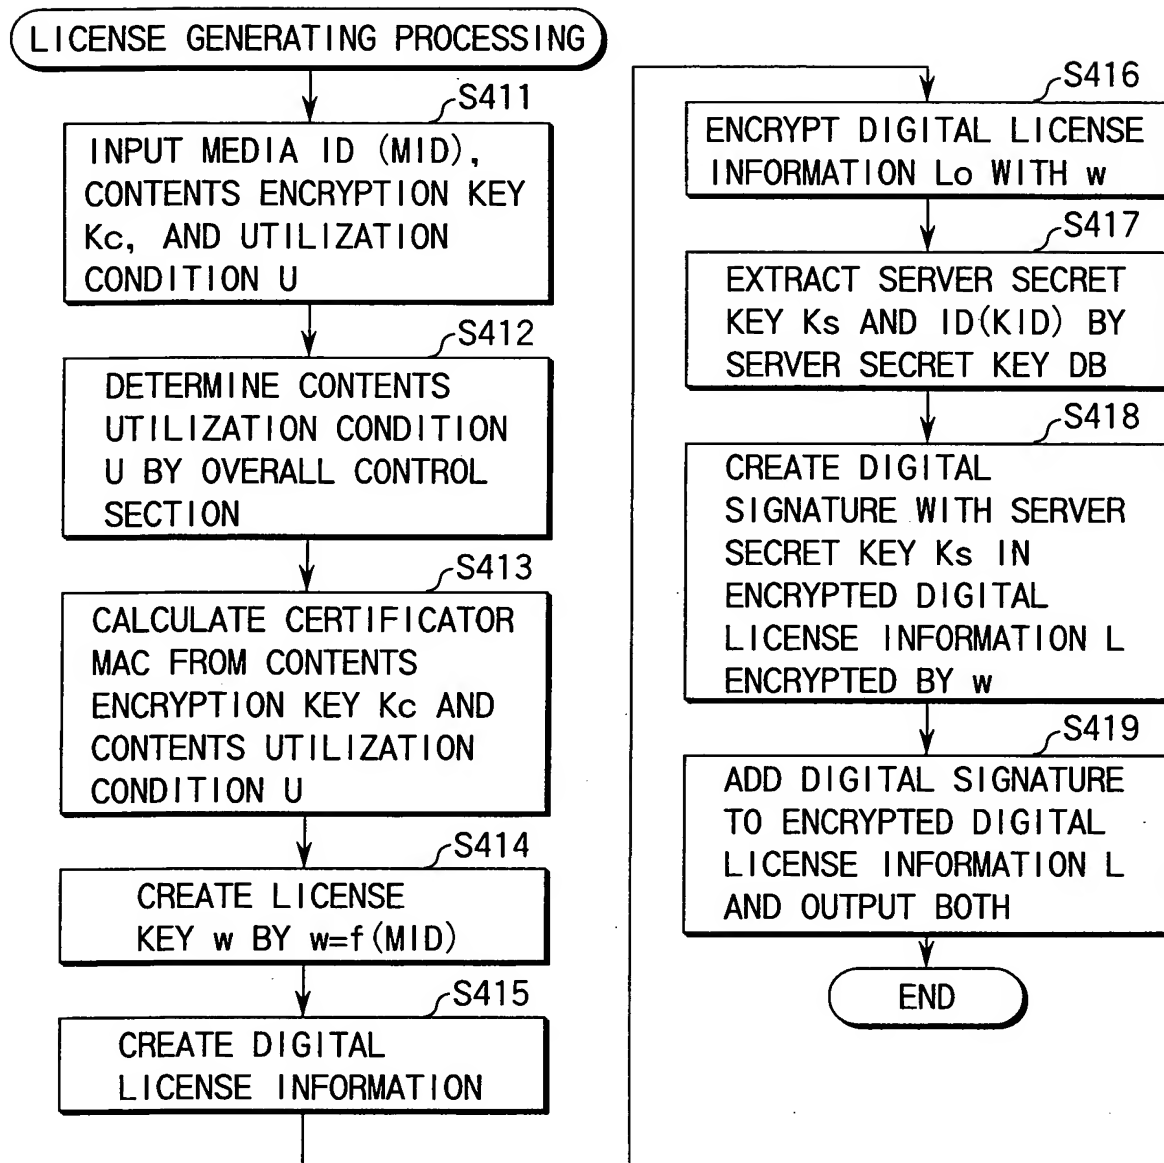 LICENSE GENERATING PROCESSING
S411
INPUT MEDIA ID (MID),
CONTENTS ENCRYPTION KEY
Kc, AND UTILIZATION
CONDITION U
S412
DETERMINE CONTENTS
UTILIZATION CONDITION
U BY OVERALL CONTROL
SECTION
S413
CALCULATE CERTIFICATOR
MAC FROM CONTENTS
ENCRYPTION KEY Kc AND
CONTENTS UTILIZATION
CONDITION U
S414
CREATE LICENSE
KEY w BY w=f(MID)
S415
CREATE DIGITAL
LICENSE INFORMATION
S416
ENCRYPT DIGITAL LICENSE
INFORMATION Lo WITH w
S417
EXTRACT SERVER SECRET
KEY Ks AND ID(KID) BY
SERVER SECRET KEY DB
S418
CREATE DIGITAL
SIGNATURE WITH SERVER
SECRET KEY Ks IN
ENCRYPTED DIGITAL
LICENSE INFORMATION L
ENCRYPTED BY w
S419
ADD DIGITAL SIGNATURE
TO ENCRYPTED DIGITAL
LICENSE INFORMATION L
AND OUTPUT BOTH
END